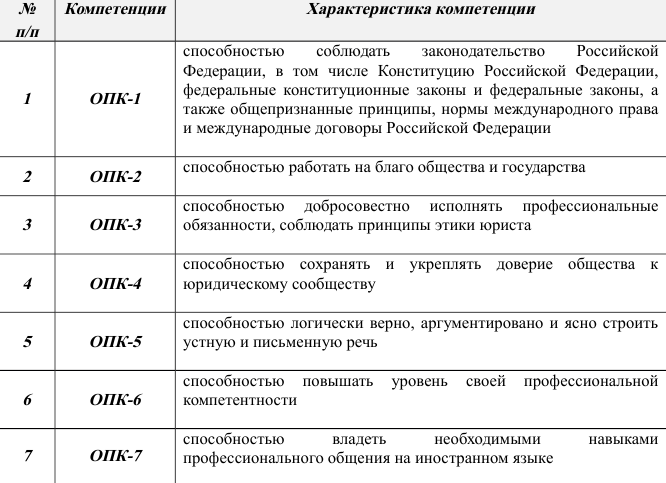 № Компетенции Характеристика компетенции
п/п
способностью соблюдать законодательство Российской
Федерации, в том числе Конституцию Российской Федерации,
1 ОПК-1 федеральные конституционные законы и федеральные законы, а
также общепризнанные принципы, нормы международного права
и международные договоры Российской Федерации
2 ОПК-2 способностью работать на благо общества и государства
3 ОПК-3 способностью добросовестно исполнять профессиональные
обязанности, соблюдать принципы этики юриста
4 ОПК-4 способностью сохранять и укреплять доверие общества к
юридическому сообществу
5 ОПК-5 способностью логически верно, аргументировано и ясно строить
устную и письменную речь
6 ОПК-6 способностью повышать уровень своей профессиональной
компетентности
7 ОПК-7 способностью владеть необходимыми навыками
профессионального общения на иностранном языке